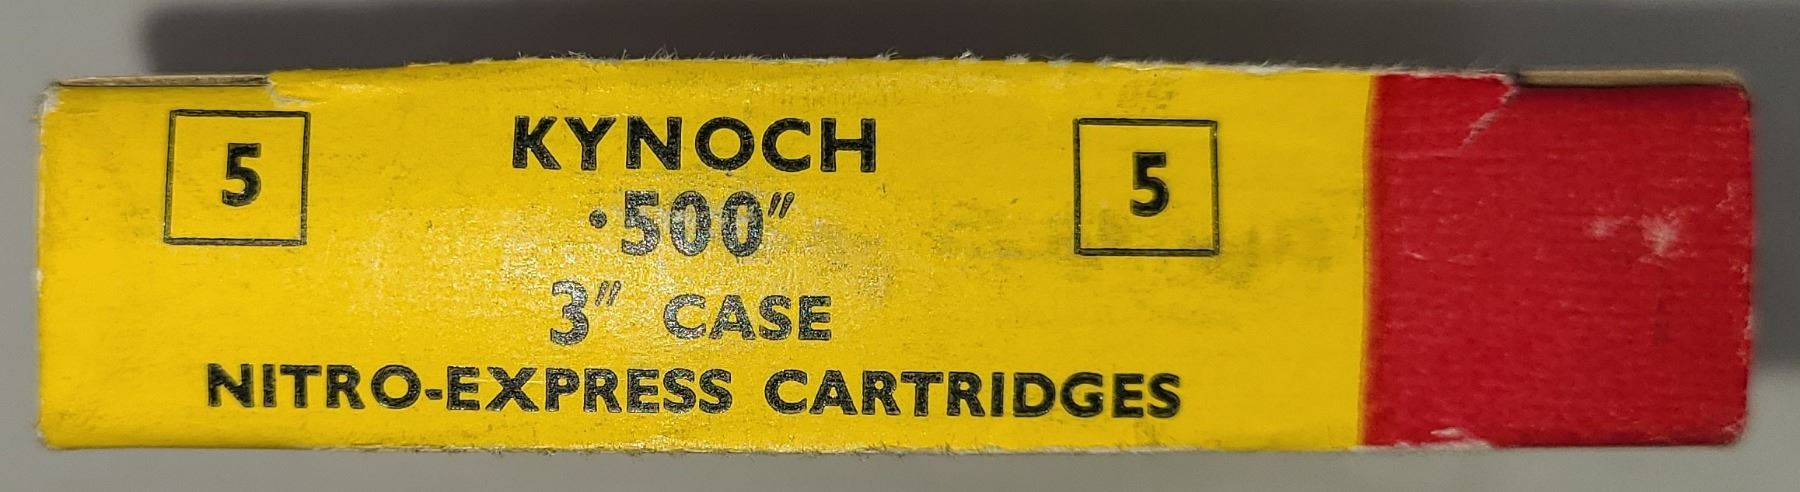 5 KYNOCH 5
·500"
3" CASE
NITRO-EXPRESS CARTRIDGES